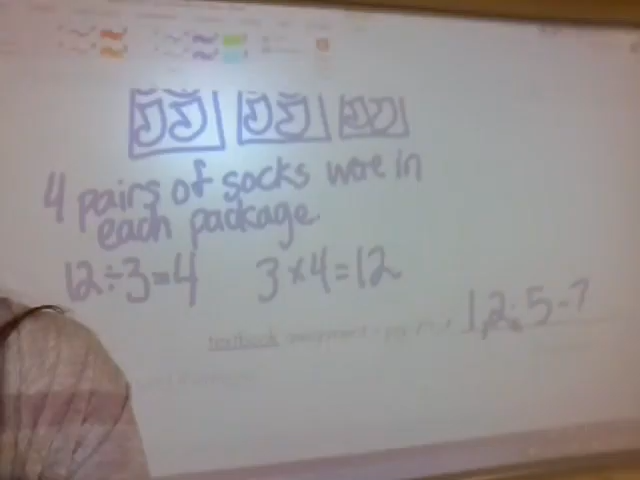 4 pairs of socks were in
each package.
12÷3=4 3×4=12
textbook assignment 1,2; 5-7